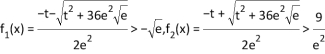 f₁(x) = (-t-√(t² + 36e²√e))/(2e²) > -√e, f₂(x) = (-t + √(t² + 36e²√e))/(2e²) > 9/e²